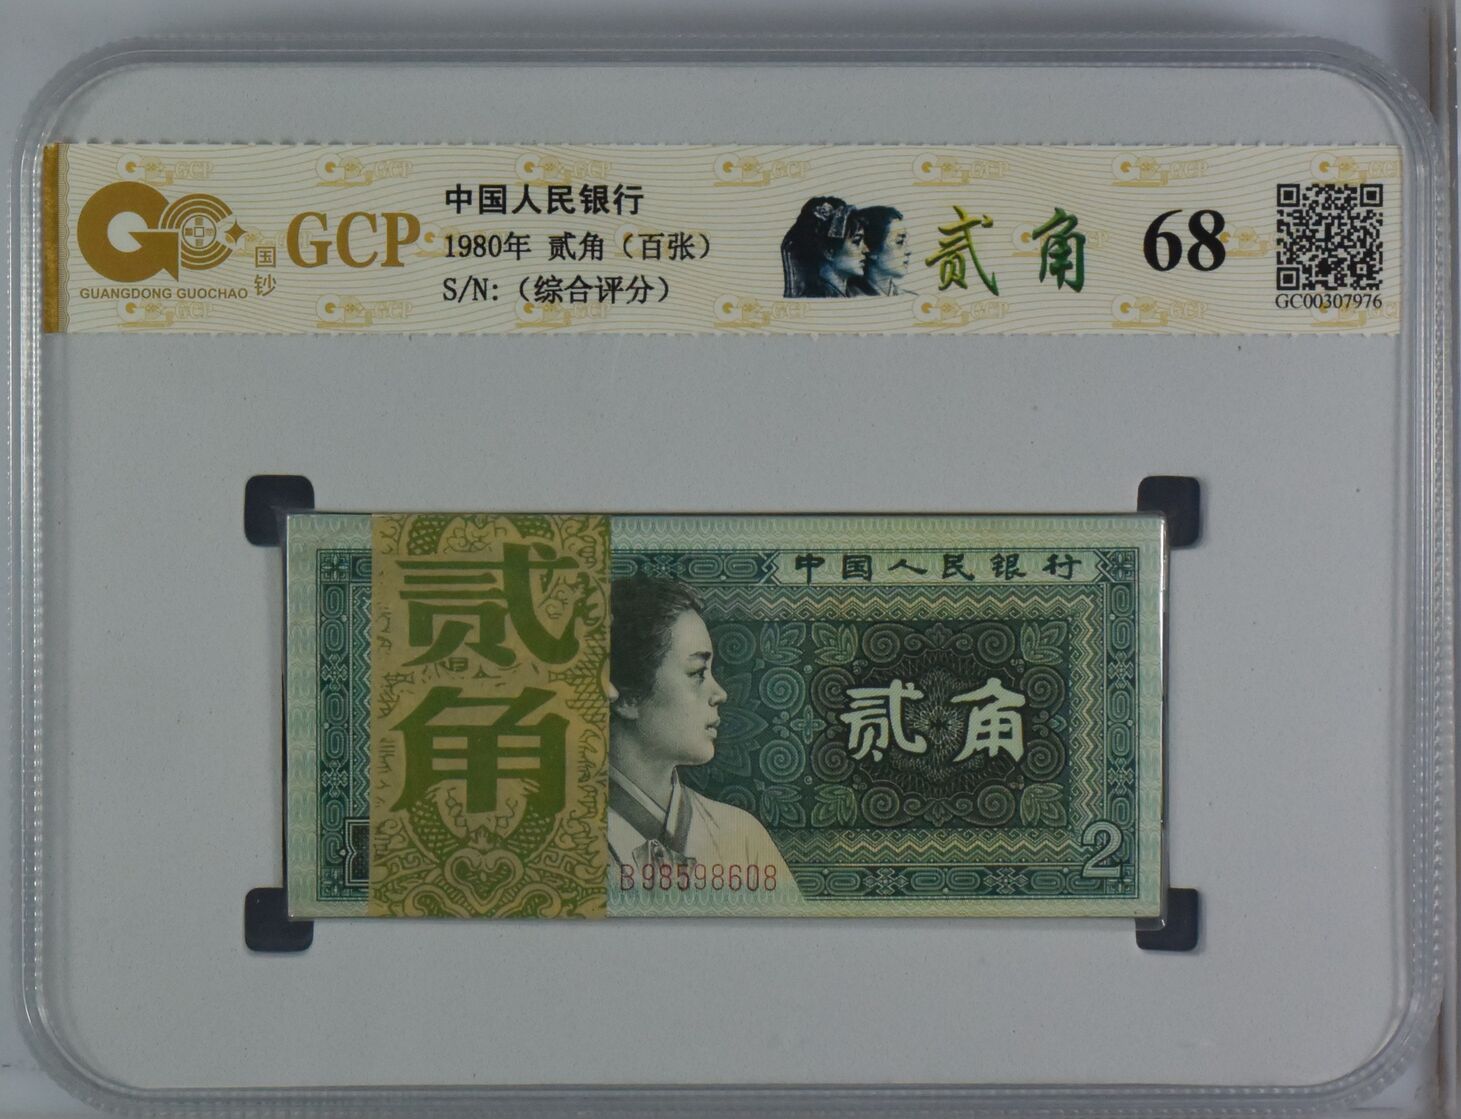 GUANGDONG GUOCHAO
国钞
GCP
中国人民银行
1980年 贰角（百张）
S/N:（综合评分）
贰角
68
GC00307976
贰角
中国人民银行
贰角
B98598608
2